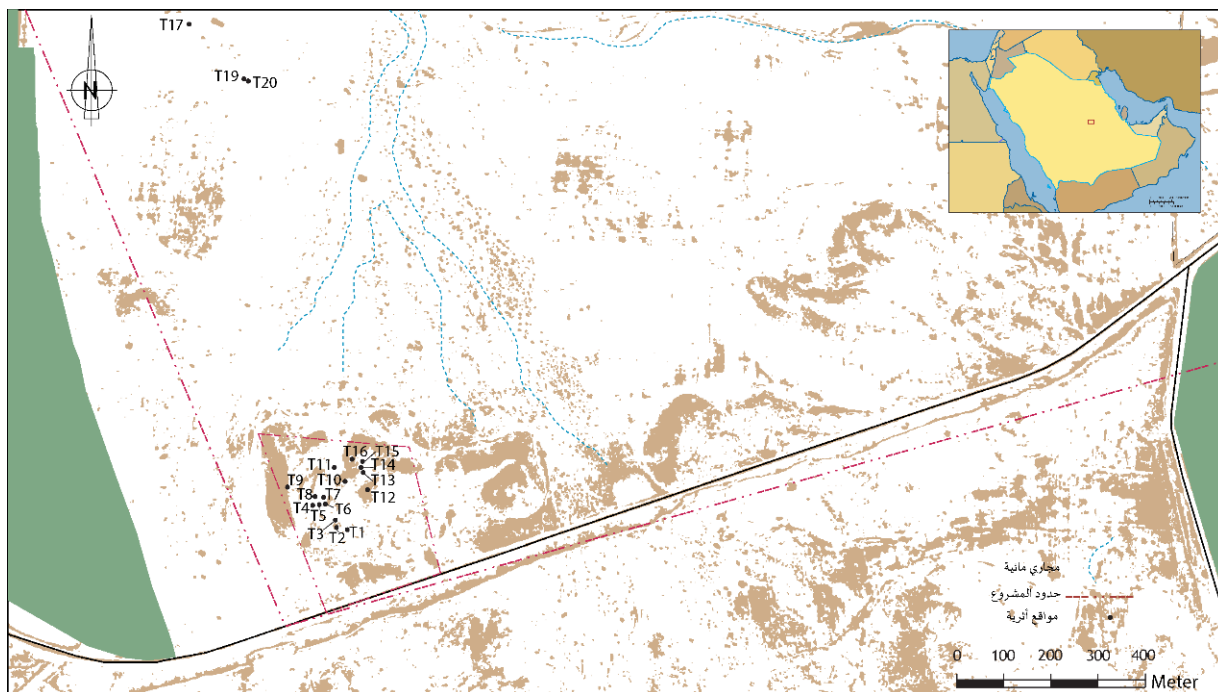 T17
T19 T20
N
T16 T15
T11 T14
T10 T13
T9 T12
T8 T7
T4 T5 T6
T3 T2 T1
مجاري مانية
حدود المشروع
مواقع أثرية
0 100 200 300 400
Meter